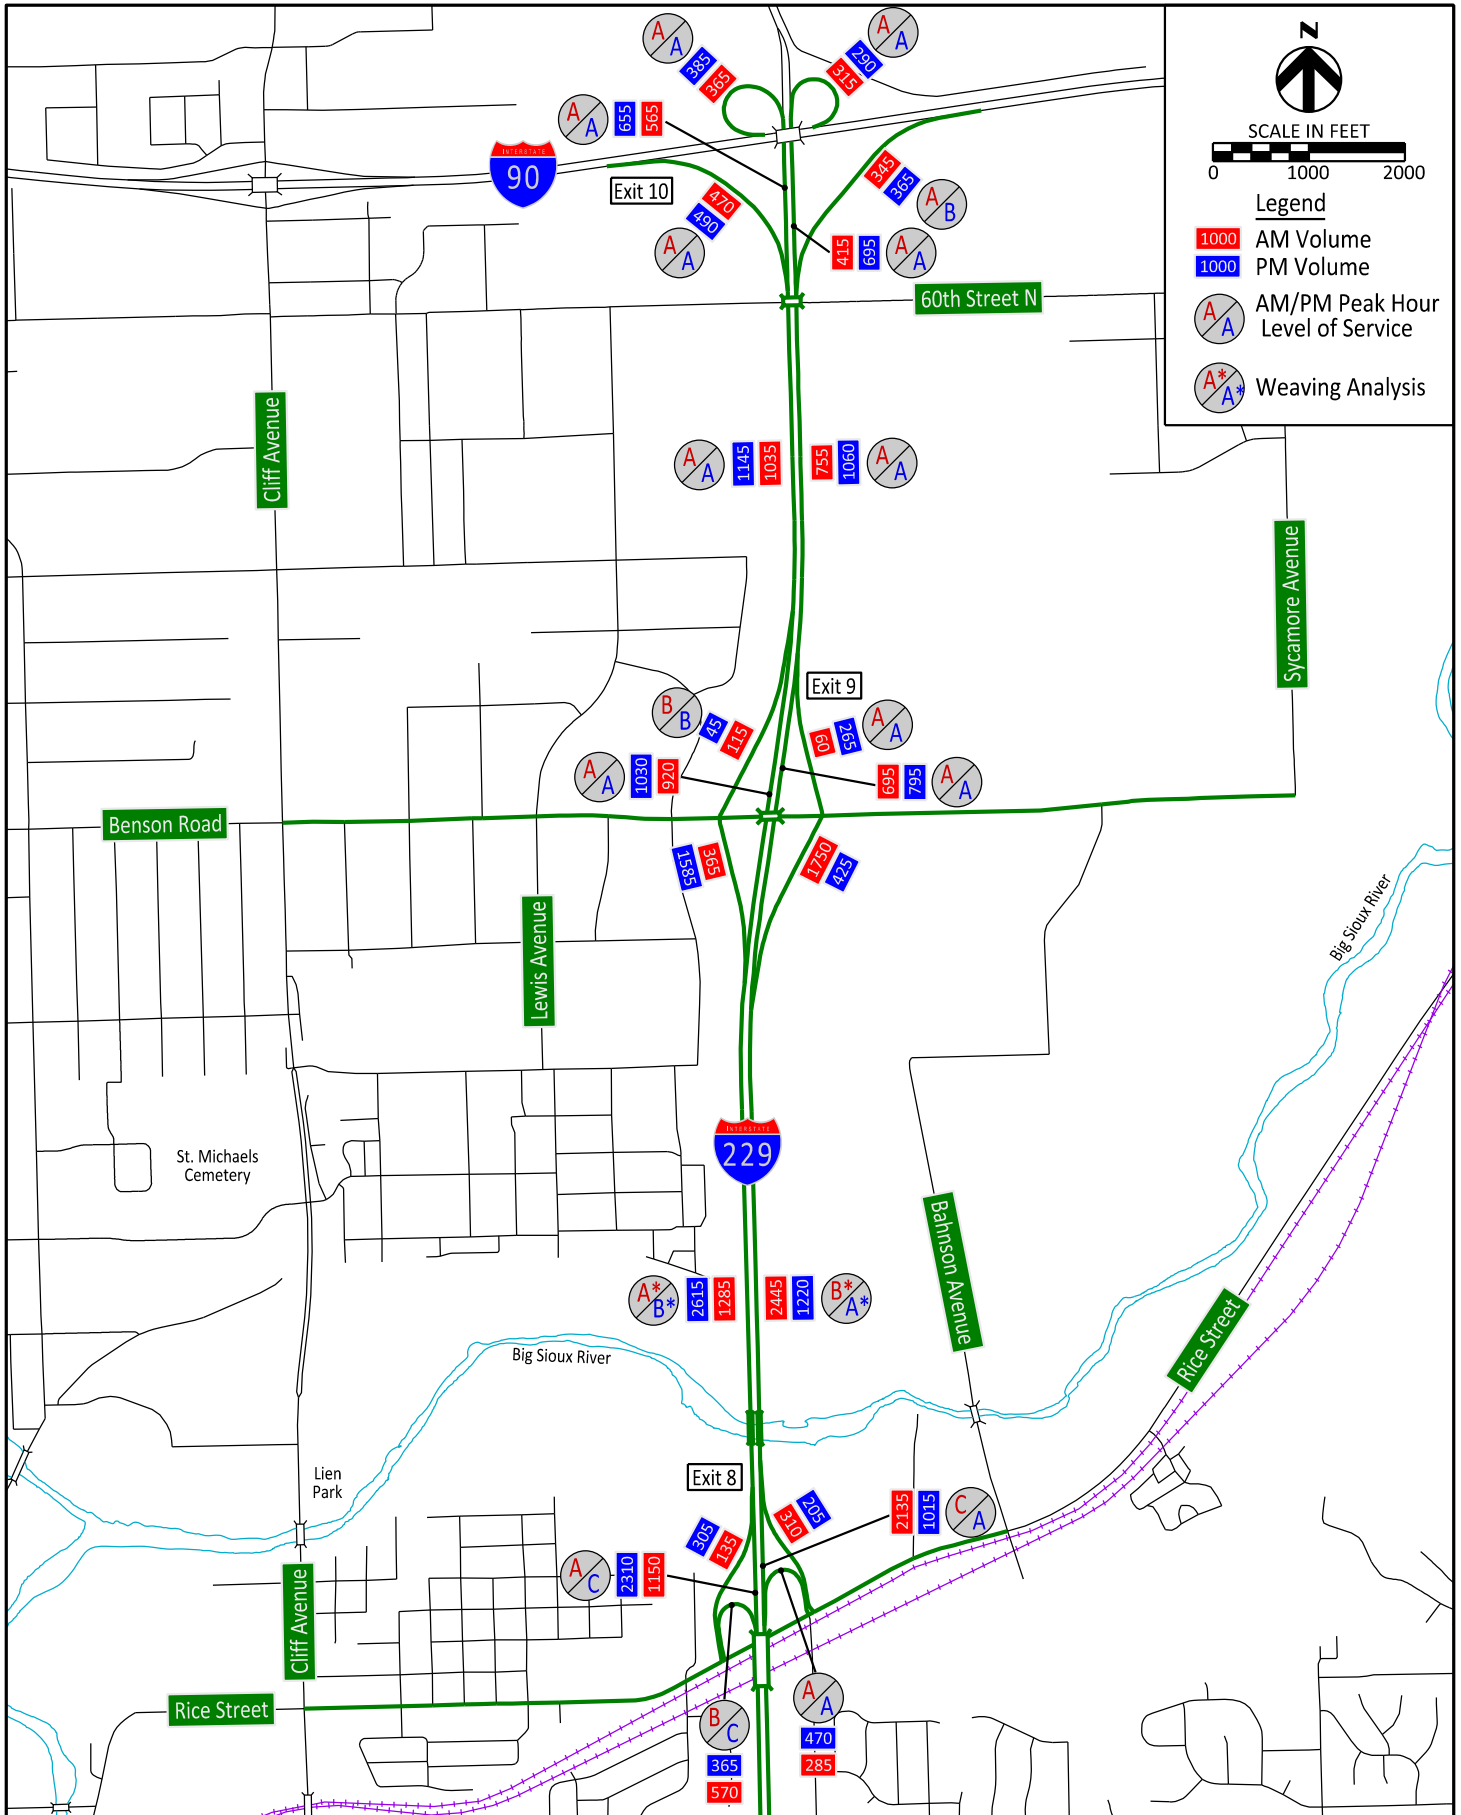 N
SCALE IN FEET
0 1000 2000
Legend
1000 AM Volume
1000 PM Volume
A A AM/PM Peak Hour
Level of Service
A* A* Weaving Analysis
A A
385
365
A A
290
315
A A
655
565
INTERSTATE
90
Exit 10
470
490
A A
345
365
A B
415
695
A A
60th Street N
Cliff Avenue
A A
1145
1035
755
1060
A A
Sycamore Avenue
Exit 9
B B
45
115
60
265
A A
A A
1030
920
695
795
A A
Benson Road
1585
365
1750
425
Lewis Avenue
Big Sioux River
INTERSTATE
229
St. Michaels
Cemetery
Bahnson Avenue
A* B*
2615
1285
2445
1220
B* A*
Rice Street
Big Sioux River
Exit 8
Lien
Park
305
135
310
205
2135
1015
C A
A C
2310
1150
Cliff Avenue
Rice Street
B C
365
570
A A
470
285